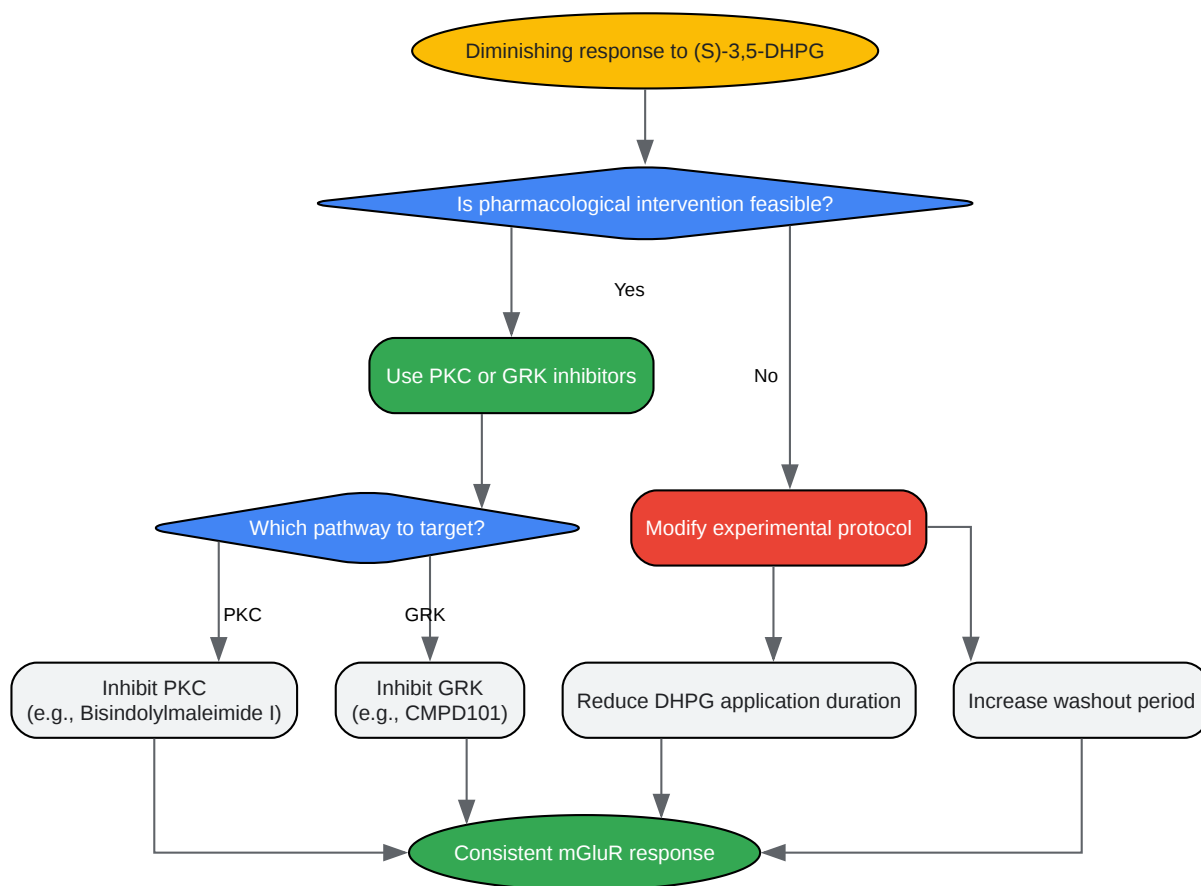 Diminishing response to (S)-3,5-DHPG
Is pharmacological intervention feasible?
Yes
Use PKC or GRK inhibitors
No
Which pathway to target?
Modify experimental protocol
PKC
GRK
Inhibit PKC
(e.g., Bisindolylmaleimide I)
Inhibit GRK
(e.g., CMPD101)
Reduce DHPG application duration
Increase washout period
Consistent mGluR response